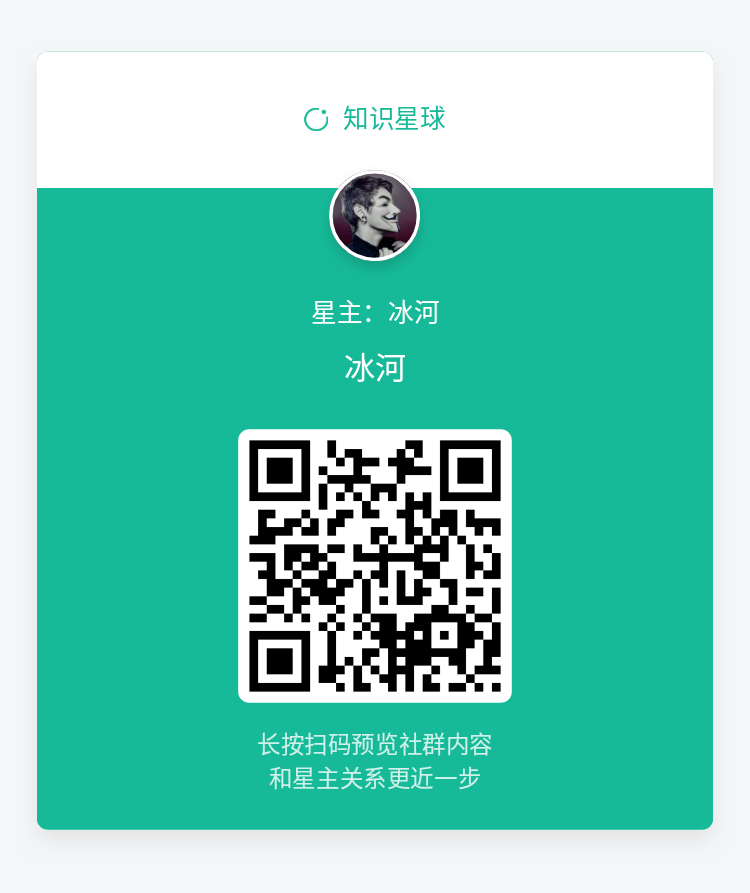 知识星球
星主：冰河
冰河
长按扫码预览社群内容
和星主关系更近一步